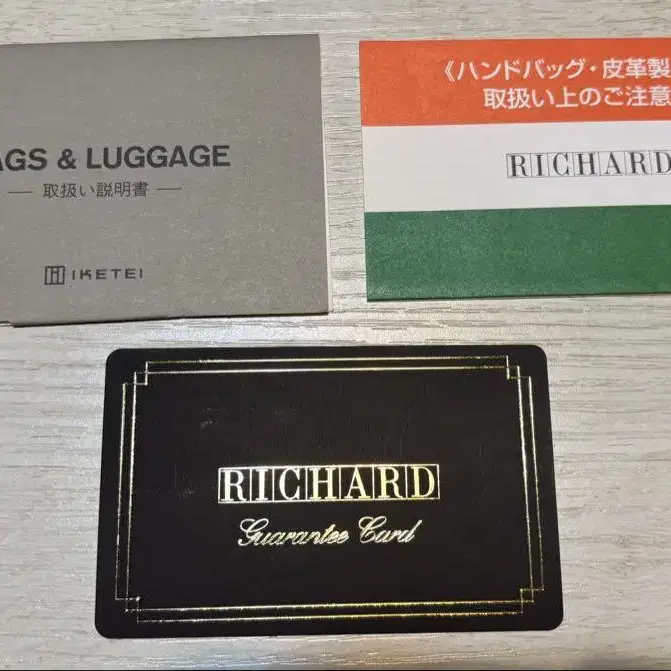 AGS & LUGGAGE
取扱い説明書
IKETEI
《ハンドバッグ・皮革製
取扱い上のご注意
RICHARD
RICHARD
Guarantee Card